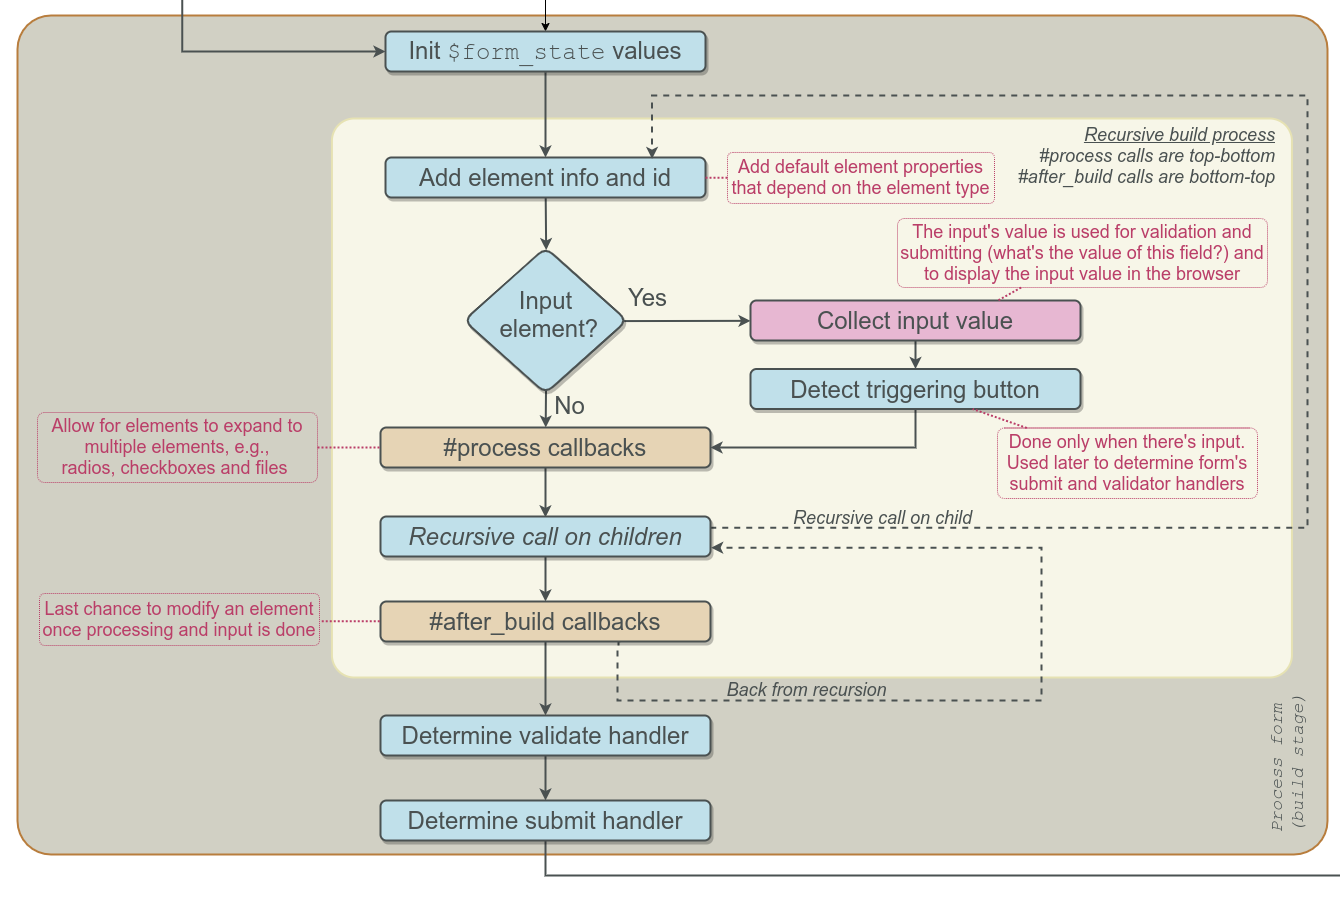 Init $form_state values
Recursive build process
#process calls are top-bottom
#after_build calls are bottom-top
Add element info and id
Add default element properties
that depend on the element type
The input's value is used for validation and
submitting (what's the value of this field?) and
to display the input value in the browser
Input
element?
Yes
Collect input value
Detect triggering button
No
Allow for elements to expand to
multiple elements, e.g.,
radios, checkboxes and files
#process callbacks
Done only when there's input.
Used later to determine form's
submit and validator handlers
Recursive call on children
Recursive call on child
Last chance to modify an element
once processing and input is done
#after_build callbacks
Back from recursion
Determine validate handler
Determine submit handler
Process form
(build stage)